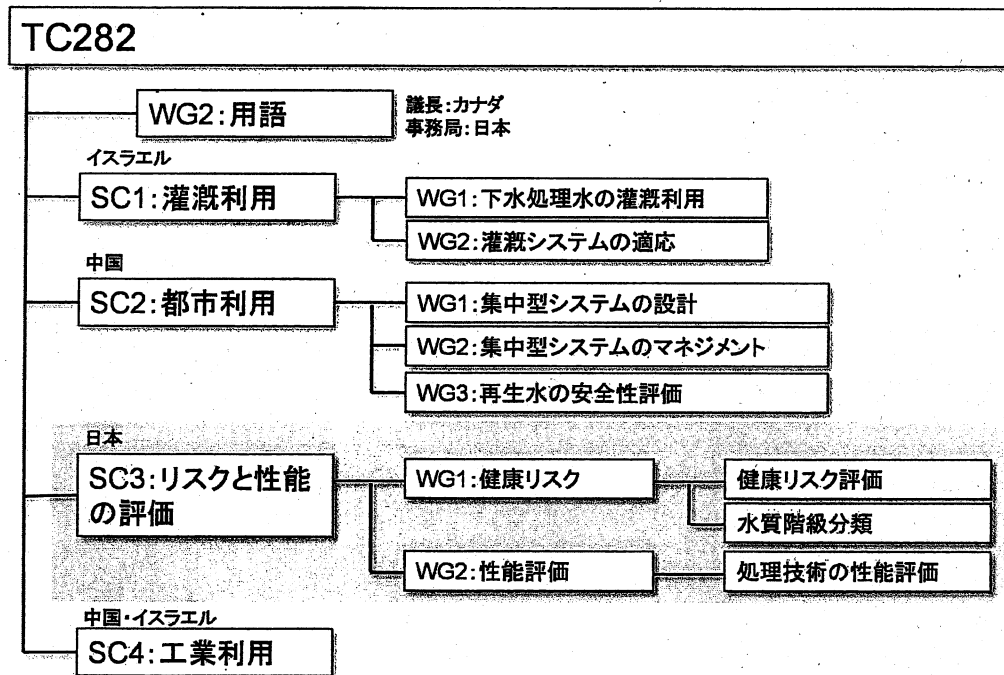 TC282
WG2:用語
議長:カナダ
事務局:日本
イスラエル
SC1:灌漑利用
WG1:下水処理水の灌漑利用
WG2:灌漑システムの適応
中国
SC2:都市利用
WG1:集中型システムの設計
WG2:集中型システムのマネジメント
WG3:再生水の安全性評価
日本
SC3:リスクと性能
の評価
WG1:健康リスク
健康リスク評価
水質階級分類
WG2:性能評価
処理技術の性能評価
中国・イスラエル
SC4:工業利用